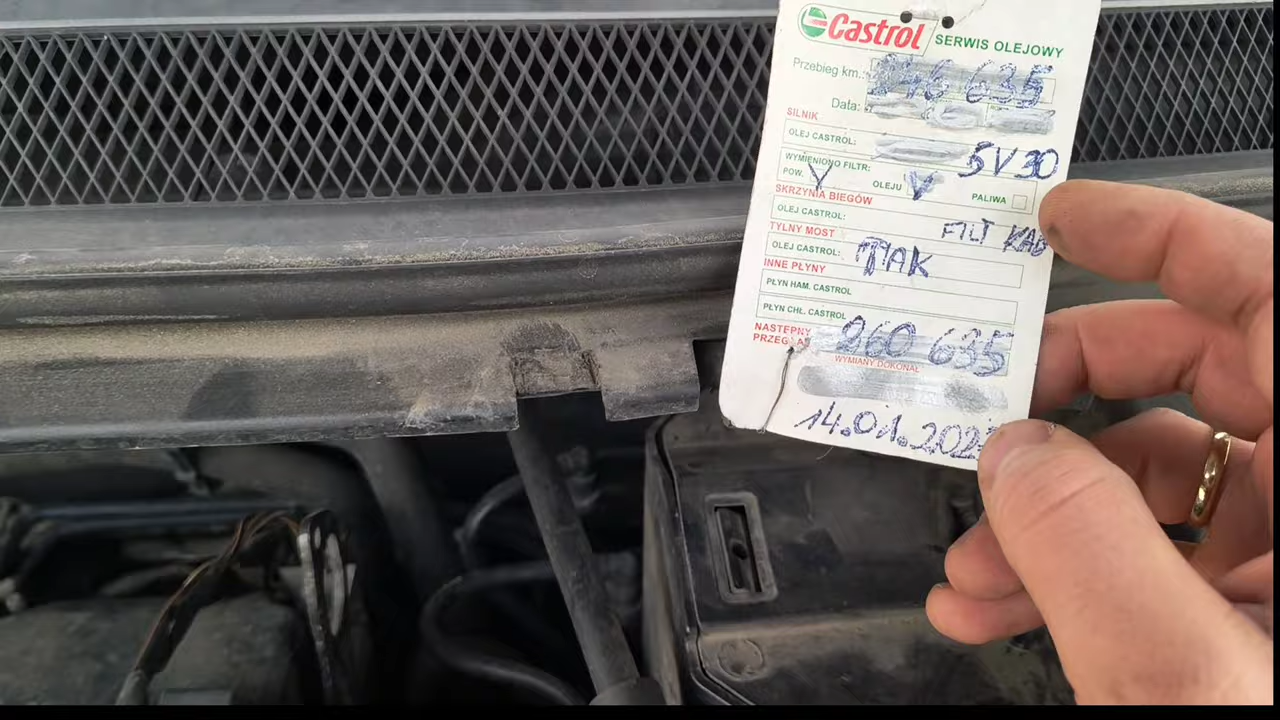 Castrol SERWIS OLEJOWY
Przebieg km.: 246 635
Data:
SILNIK
OLEJ CASTROL: 5V30
WYMIENIONO FILTR:
POW. V OLEJU V PALIWA
SKRZYNIA BIEGÓW
OLEJ CASTROL: FILT KAB
TYLNY MOST
OLEJ CASTROL: TAK
INNE PŁYNY
PŁYN HAM. CASTROL
PŁYN CHŁ. CASTROL
NASTĘPNY
PRZEGLĄD 260 635
WYMIANY DOKONAŁ
14.01.202